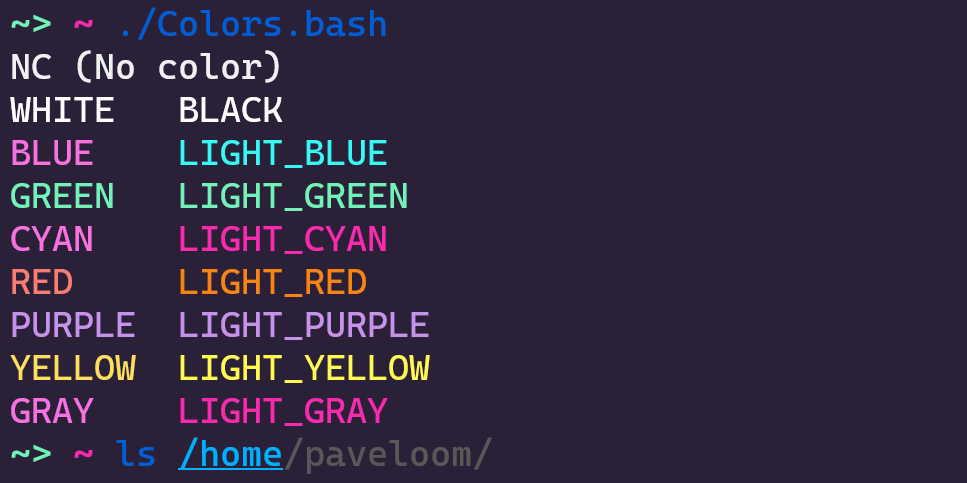 ~> ~ ./Colors.bash
NC (No color)
WHITE   BLACK
BLUE    LIGHT_BLUE
GREEN   LIGHT_GREEN
CYAN    LIGHT_CYAN
RED     LIGHT_RED
PURPLE  LIGHT_PURPLE
YELLOW  LIGHT_YELLOW
GRAY    LIGHT_GRAY
~> ~ ls /home/paveloom/